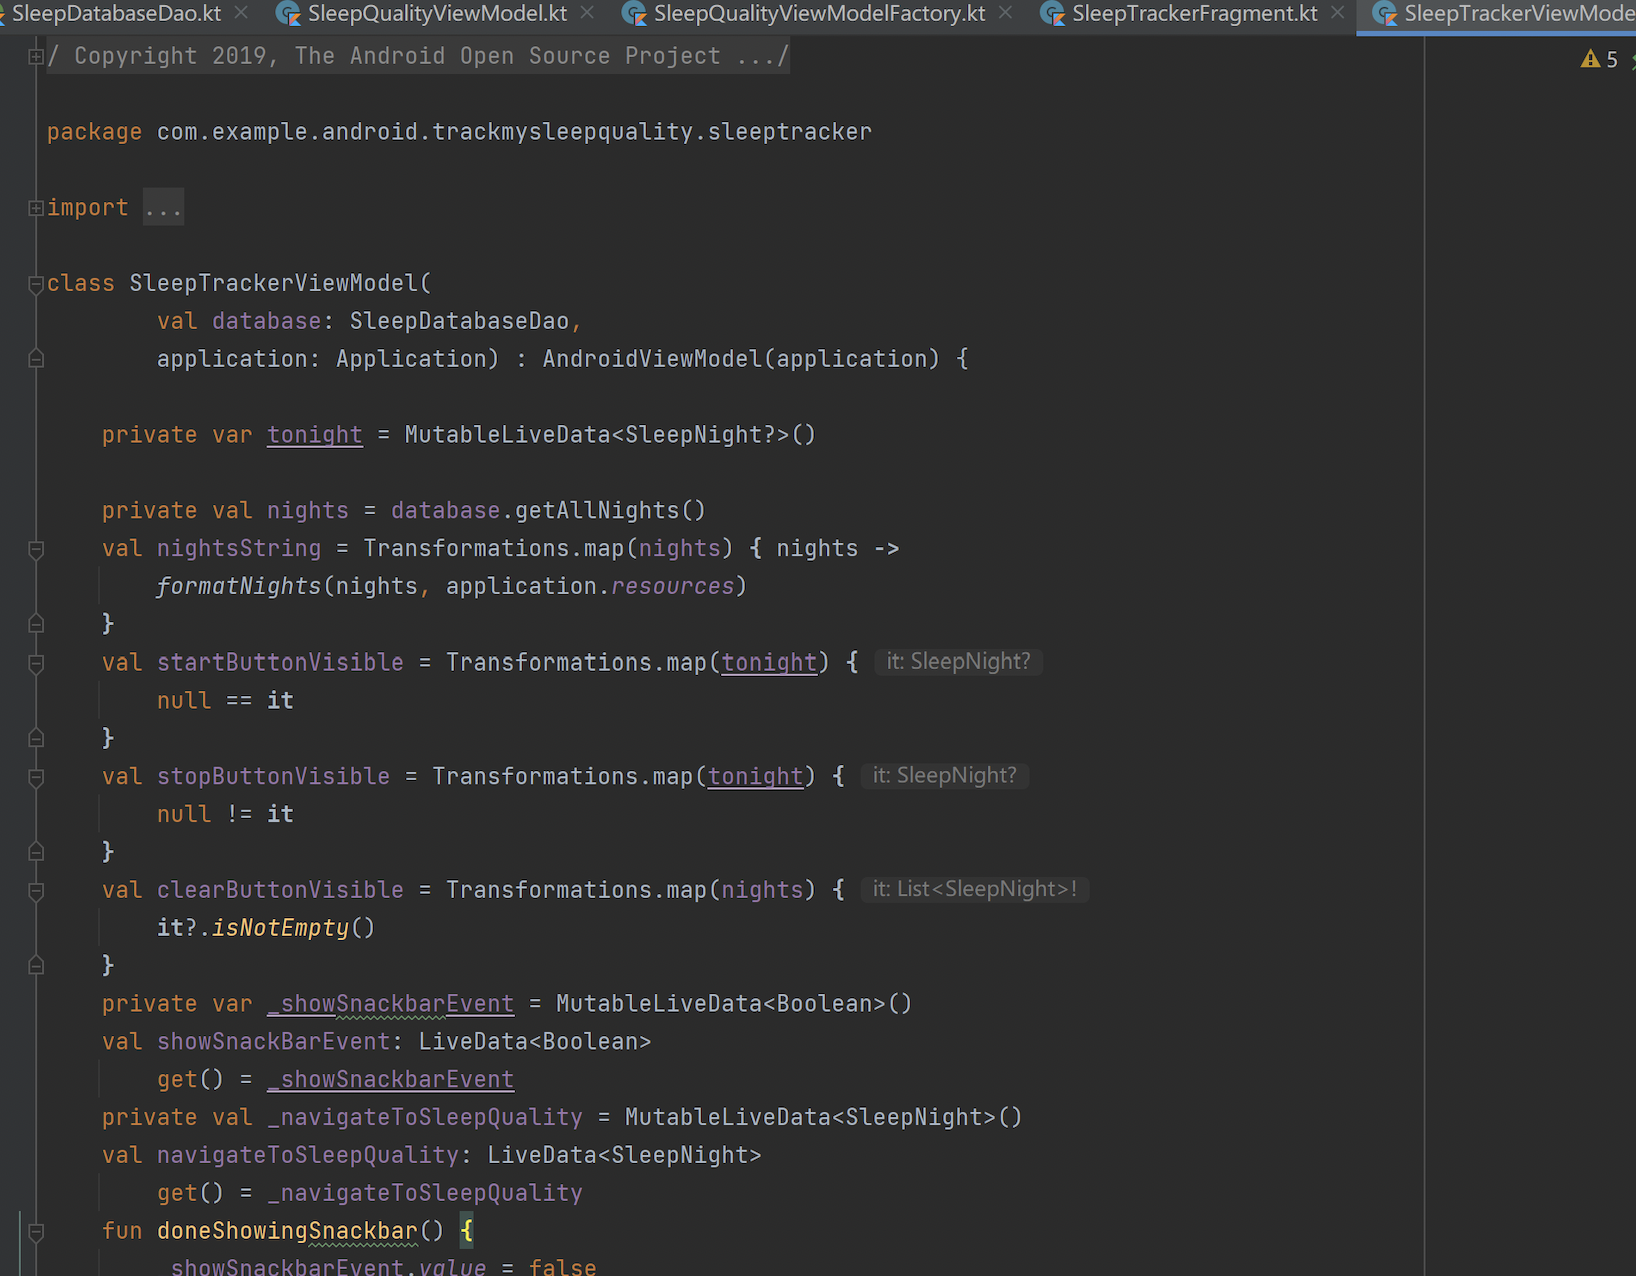 SleepDatabaseDao.kt SleepQualityViewModel.kt SleepQualityViewModelFactory.kt SleepTrackerFragment.kt SleepTrackerViewMode
/ Copyright 2019, The Android Open Source Project .../
5
package com.example.android.trackmysleepquality.sleeptracker
import ...
class SleepTrackerViewModel(
val database: SleepDatabaseDao,
application: Application) : AndroidViewModel(application) {
private var tonight = MutableLiveData<SleepNight?>()
private val nights = database.getAllNights()
val nightsString = Transformations.map(nights) { nights ->
formatNights(nights, application.resources)
}
val startButtonVisible = Transformations.map(tonight) { it: SleepNight?
null == it
}
val stopButtonVisible = Transformations.map(tonight) { it: SleepNight?
null != it
}
val clearButtonVisible = Transformations.map(nights) { it: List<SleepNight>!
it?.isNotEmpty()
}
private var _showSnackbarEvent = MutableLiveData<Boolean>()
val showSnackBarEvent: LiveData<Boolean>
get() = _showSnackbarEvent
private val _navigateToSleepQuality = MutableLiveData<SleepNight>()
val navigateToSleepQuality: LiveData<SleepNight>
get() = _navigateToSleepQuality
fun doneShowingSnackbar() {
showSnackbarEvent.value = false